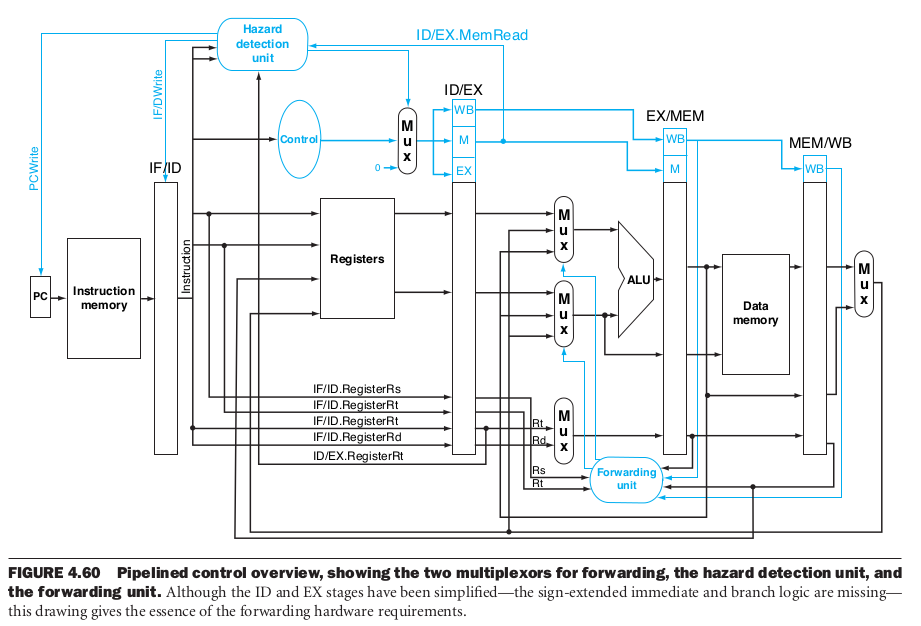 Hazard
detection
unit
ID/EX.MemRead
IF/DWrite
PCWrite
ID/EX
WB
EX/MEM
Control
M
u
x
M
WB
MEM/WB
0
EX
M
WB
IF/ID
PC
Instruction
memory
Instruction
Registers
M
u
x
M
u
x
ALU
Data
memory
M
u
x
IF/ID.RegisterRs
IF/ID.RegisterRt
IF/ID.RegisterRt
IF/ID.RegisterRd
ID/EX.RegisterRt
Rt
Rd
M
u
x
Rs
Rt
Forwarding
unit
FIGURE 4.60 Pipelined control overview, showing the two multiplexors for forwarding, the hazard detection unit, and
the forwarding unit. Although the ID and EX stages have been simplified—the sign-extended immediate and branch logic are missing—
this drawing gives the essence of the forwarding hardware requirements.